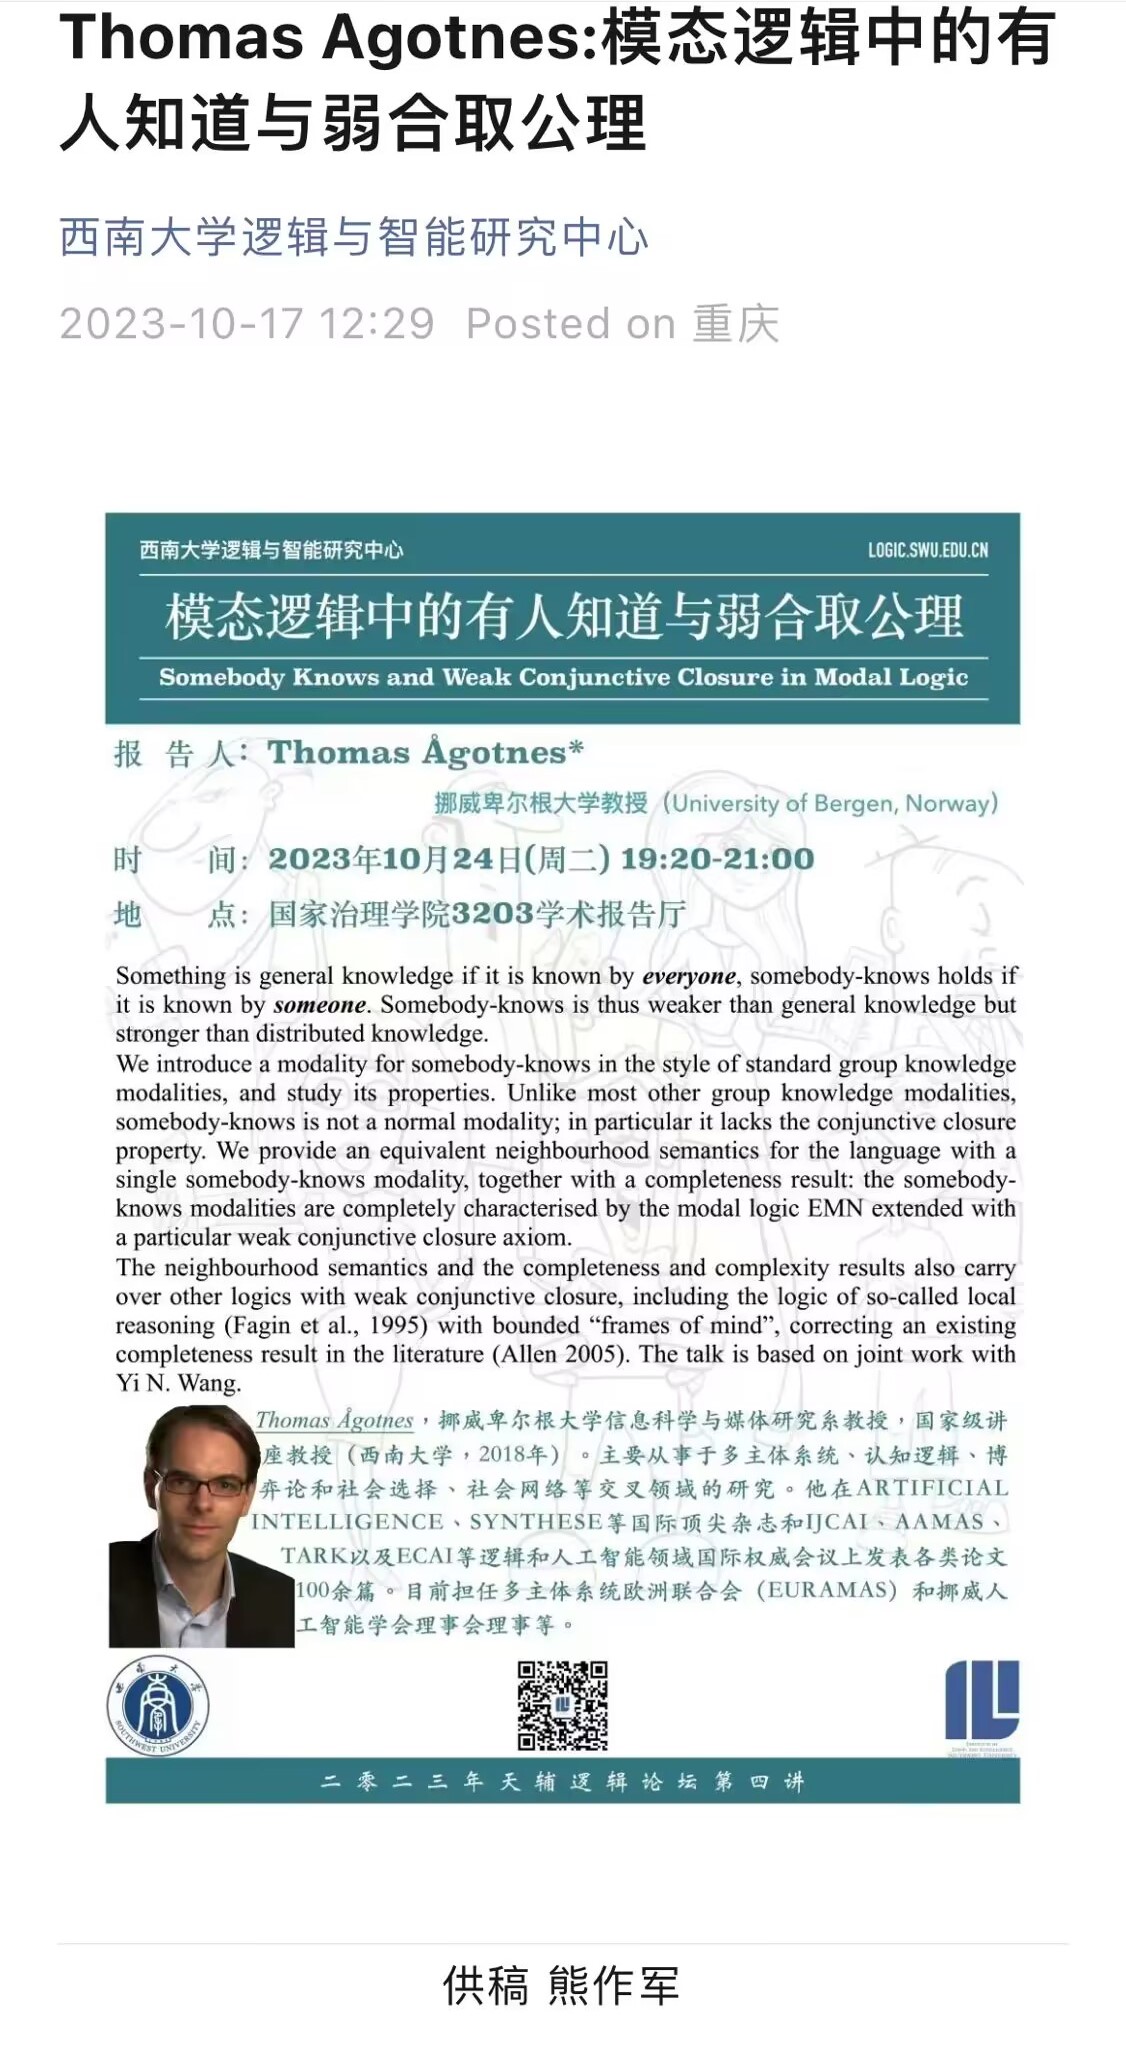 Thomas Agotnes:模态逻辑中的有
人知道与弱合取公理
西南大学逻辑与智能研究中心
2023-10-17 12:29 Posted on 重庆
西南大学逻辑与智能研究中心
LOGIC.SWU.EDU.CN
模态逻辑中的有人知道与弱合取公理
Somebody Knows and Weak Conjunctive Closure in Modal Logic
报告人：Thomas Ågotnes*
挪威卑尔根大学教授（University of Bergen, Norway）
时间：2023年10月24日(周二) 19:20-21:00
地点：国家治理学院3203学术报告厅
Something is general knowledge if it is known by everyone, somebody-knows holds if
it is known by someone. Somebody-knows is thus weaker than general knowledge but
stronger than distributed knowledge.
We introduce a modality for somebody-knows in the style of standard group knowledge
modalities, and study its properties. Unlike most other group knowledge modalities,
somebody-knows is not a normal modality; in particular it lacks the conjunctive closure
property. We provide an equivalent neighbourhood semantics for the language with a
single somebody-knows modality, together with a completeness result: the somebody-
knows modalities are completely characterised by the modal logic EMN extended with
a particular weak conjunctive closure axiom.
The neighbourhood semantics and the completeness and complexity results also carry
over other logics with weak conjunctive closure, including the logic of so-called local
reasoning (Fagin et al., 1995) with bounded “frames of mind”, correcting an existing
completeness result in the literature (Allen 2005). The talk is based on joint work with
Yi N. Wang.
Thomas Ågotnes，挪威卑尔根大学信息科学与媒体研究系教授，国家级讲
座教授（西南大学，2018年）。主要从事于多主体系统、认知逻辑、博
弈论和社会选择、社会网络等交叉领域的研究。他在ARTIFICIAL
INTELLIGENCE、SYNTHESE等国际顶尖杂志和IJCAI、AAMAS、
TARK以及ECAI等逻辑和人工智能领域国际权威会议上发表各类论文
100余篇。目前担任多主体系统欧洲联合会（EURAMAS）和挪威人
工智能学会理事会理事等。
西南大学
SOUTHWEST UNIVERSITY
二零二三年天辅逻辑论坛第四讲
供稿 熊作军